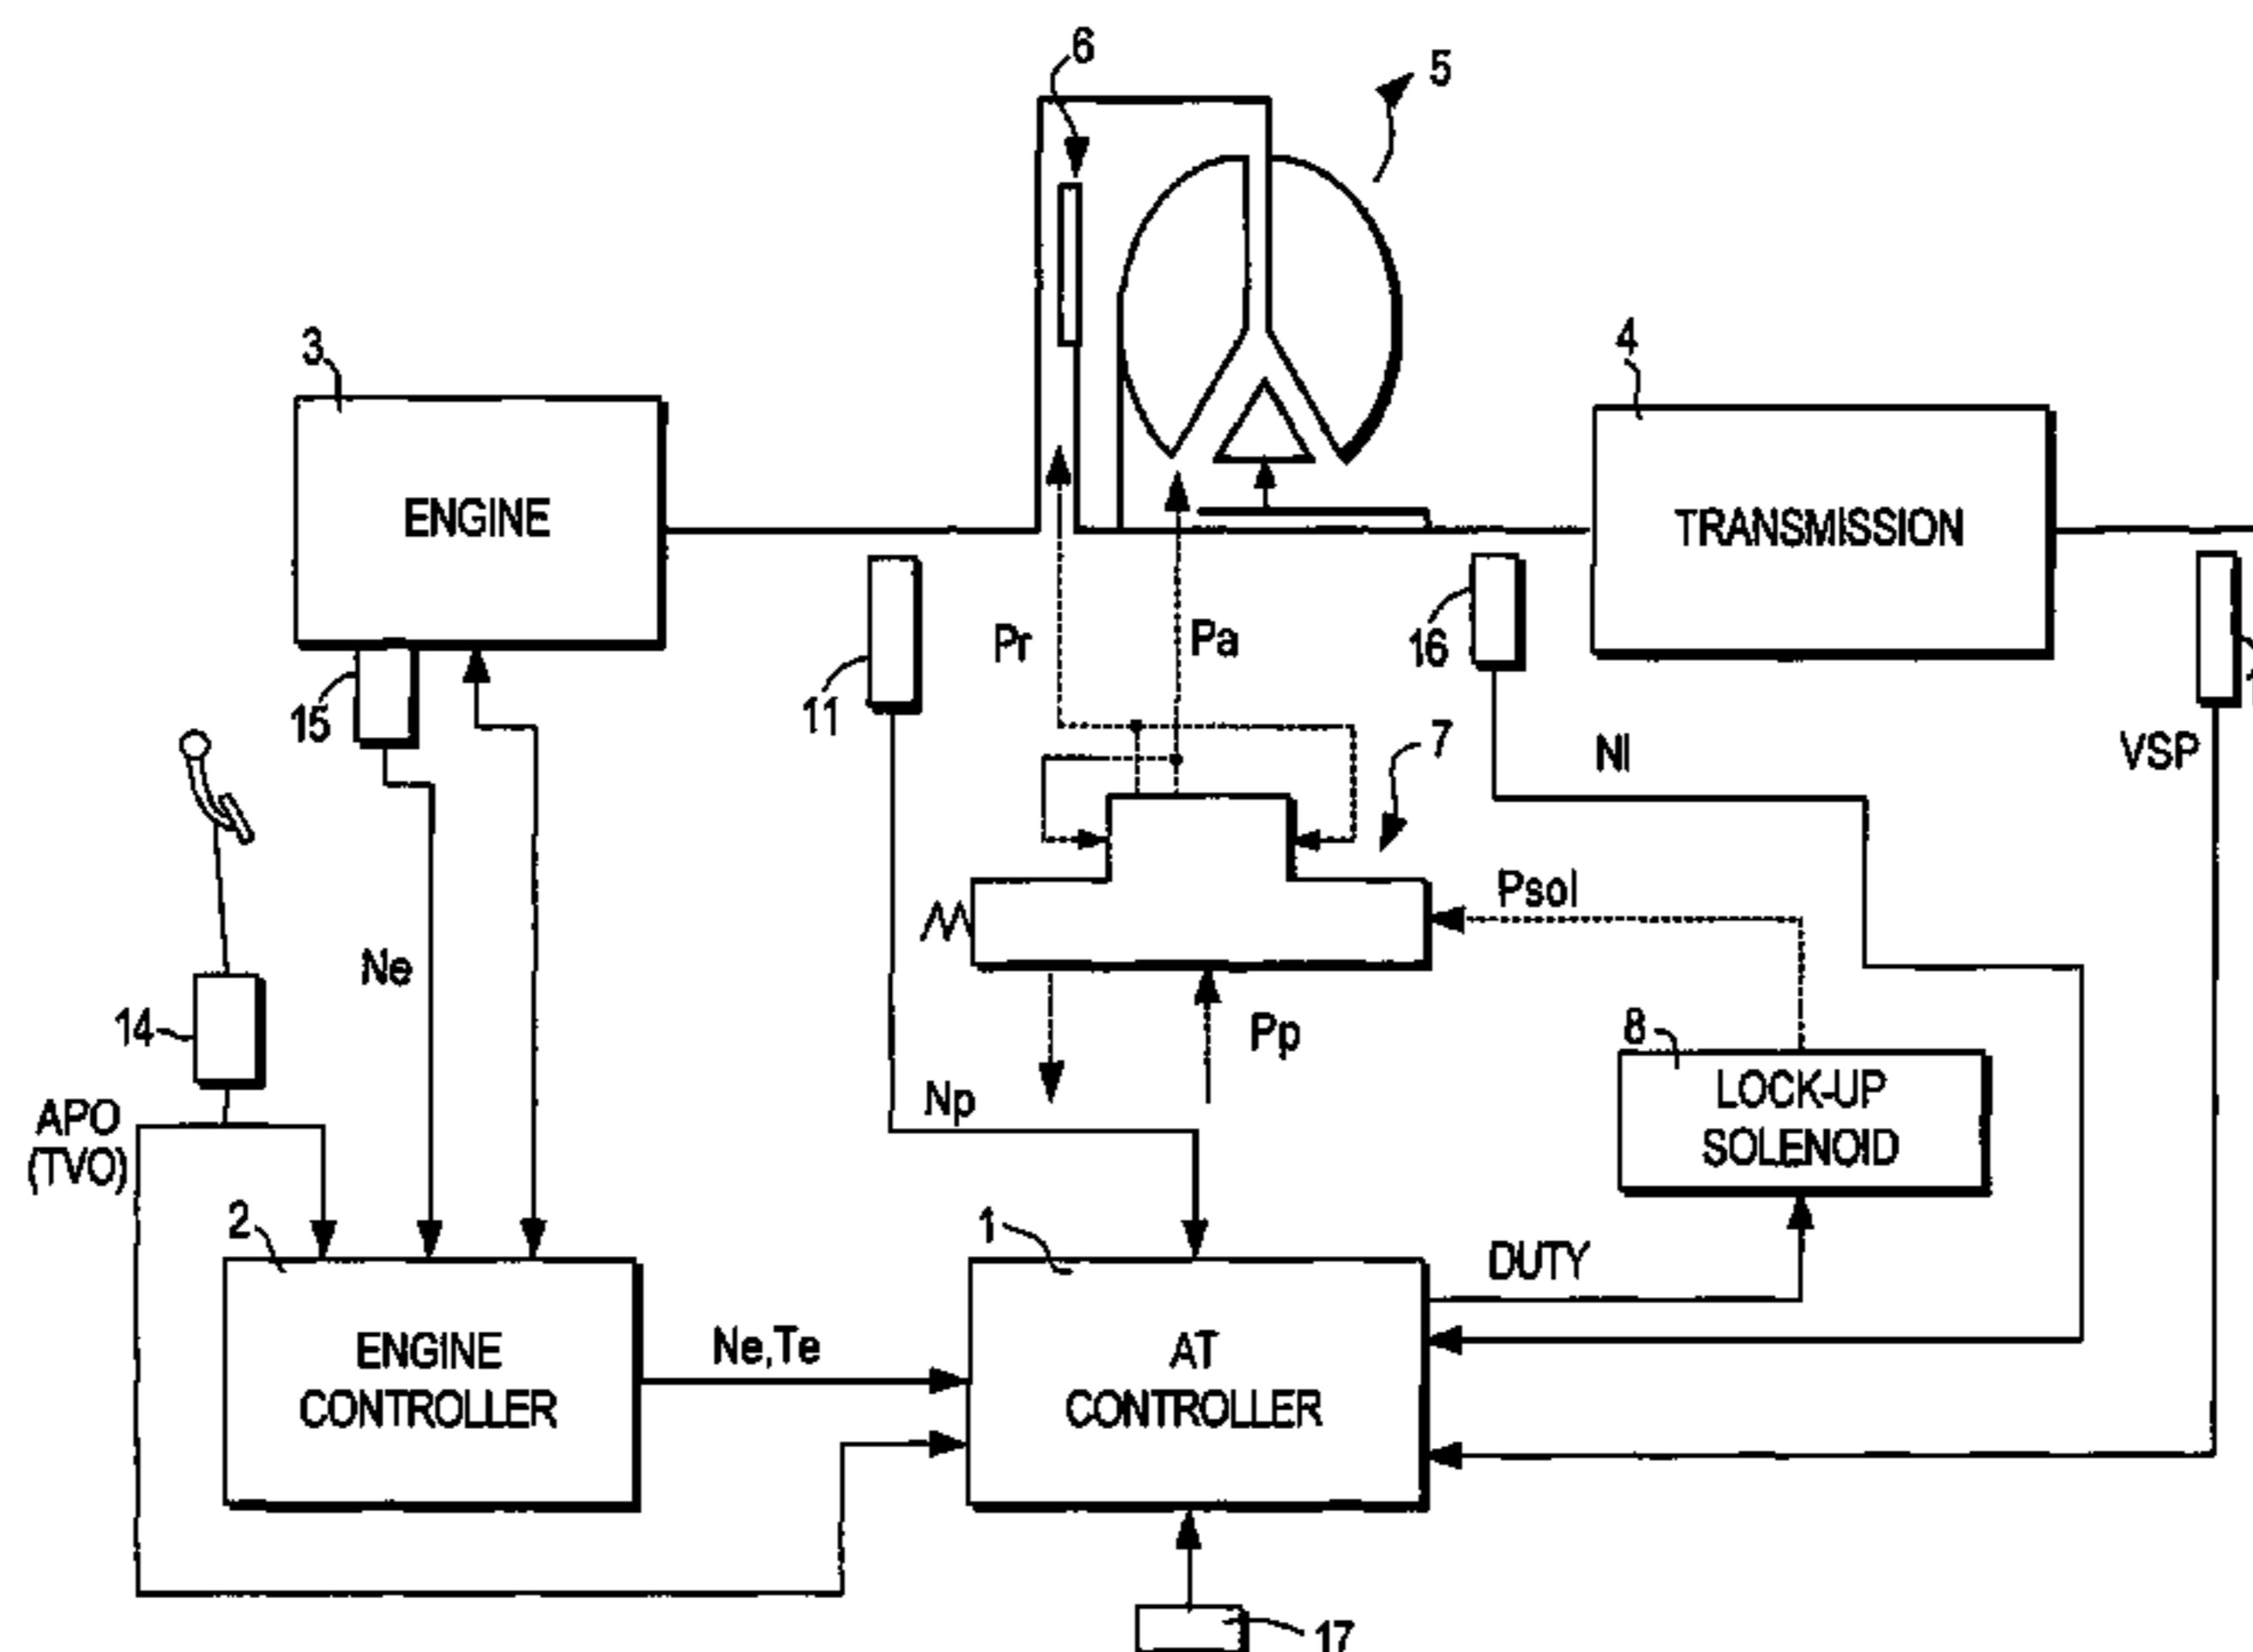 6
5
3
4
ENGINE
TRANSMISSION
15
11
Pr
Pa
16
7
NI
VSP
Psol
Ne
14
Pp
8
LOCK-UP
SOLENOID
Np
APO
(TVO)
2
1
DUTY
ENGINE
CONTROLLER
Ne,Te
AT
CONTROLLER
17